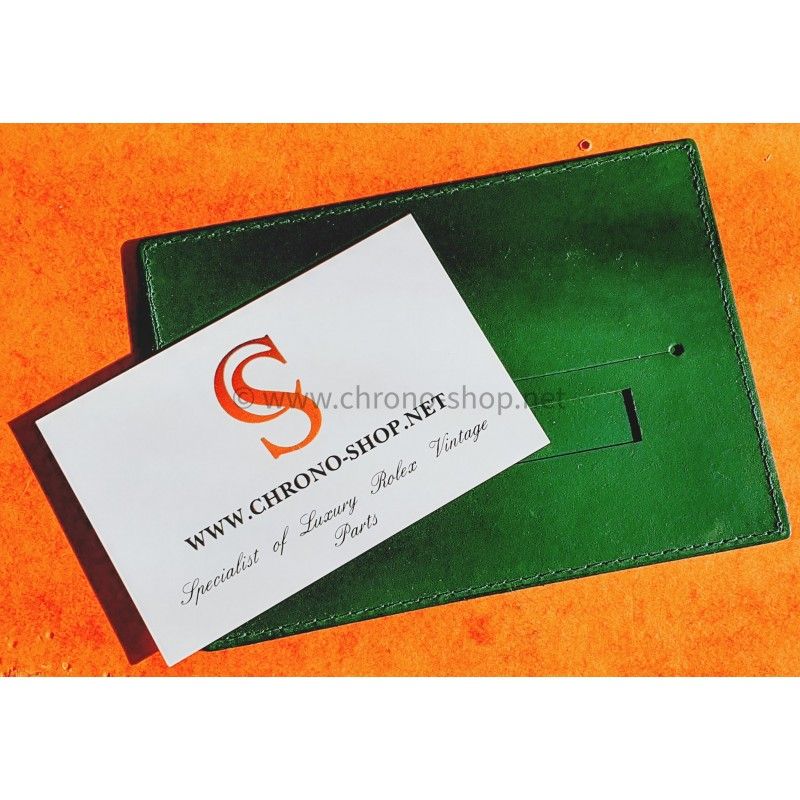 CS
© www.chrono-shop.net
WWW.CHRONO-SHOP.NET
Specialist of Luxury Rolex Vintage
Parts